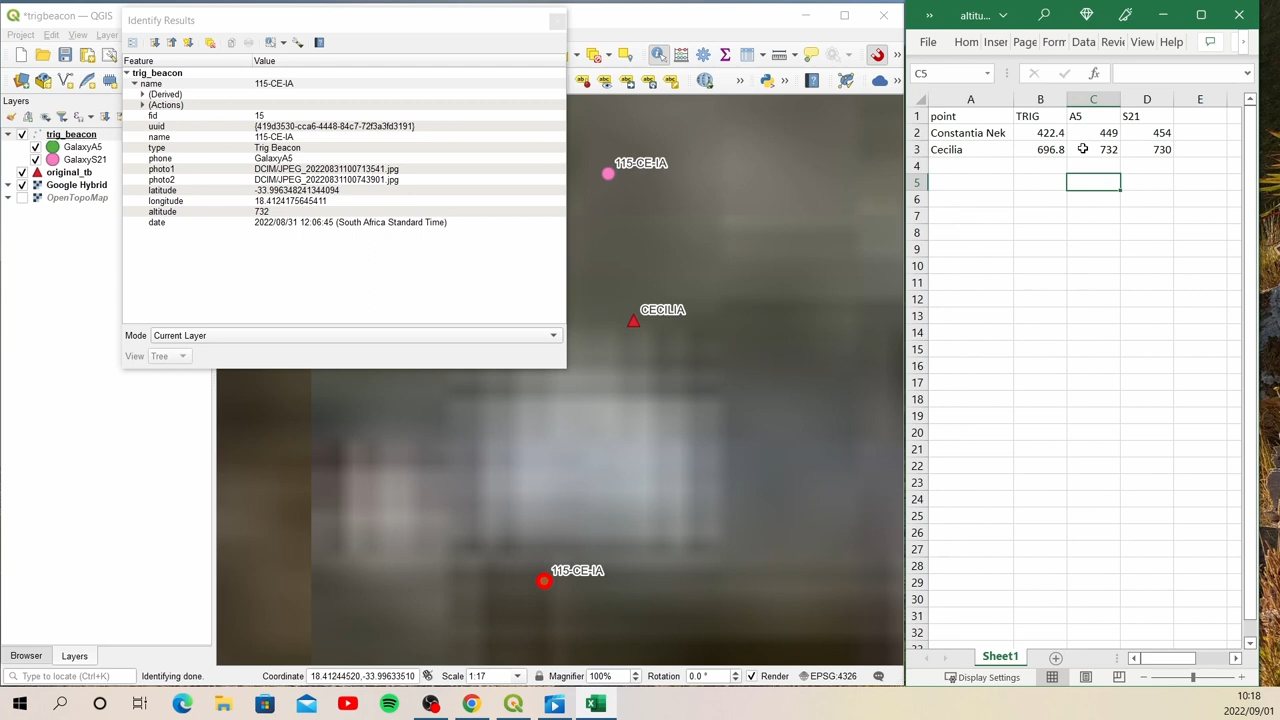 *trigbeacon — QGIS
Project Edit View Layer
Identify Results
Feature Value
trig_beacon
name 115-CE-IA
(Derived)
(Actions)
fid 15
uuid {419d3530-cca6-4448-84c7-72f3a3fd3191}
name 115-CE-IA
type Trig Beacon
phone GalaxyA5
photo1 DCIM/JPEG_20220831100713541.jpg
photo2 DCIM/JPEG_20220831100743901.jpg
latitude -33.996348241344094
longitude 18.4124175645411
altitude 732
date 2022/08/31 12:06:45 (South Africa Standard Time)
Mode Current Layer
View Tree
Layers
trig_beacon
GalaxyA5
GalaxyS21
original_tb
Google Hybrid
OpenTopoMap
115-CE-IA
CECILIA
115-CE-IA
Browser Layers
Type to locate (Ctrl+K) Identifying done. Coordinate 18.41244520,-33.99633510 Scale 1:17 Magnifier 100% Rotation 0.0 ° Render EPSG:4326
altitu...
File Hom Inser Page Form Data Revi View Help
C5
A B C D E
1 point TRIG A5 S21
2 Constantia Nek 422.4 449 454
3 Cecilia 696.8 732 730
4
5
6
7
8
9
10
11
12
13
14
15
16
17
18
19
20
21
22
23
24
25
26
27
28
29
30
31
32
Sheet1
Display Settings
10:18
2022/09/01